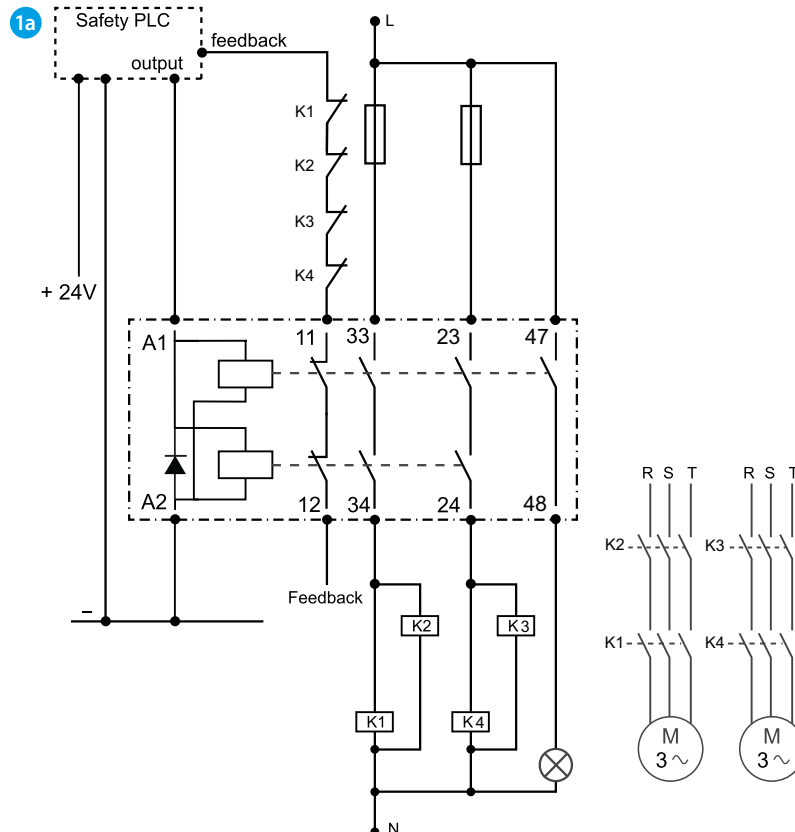 1a
Safety PLC
output
feedback
L
K1
K2
K3
K4
+ 24V
A1
11
33
23
47
A2
12
34
24
48
–
Feedback
K2
K3
K1
K4
N
R S T
R S T
K2
K3
K1
K4
M
3 ~
M
3 ~